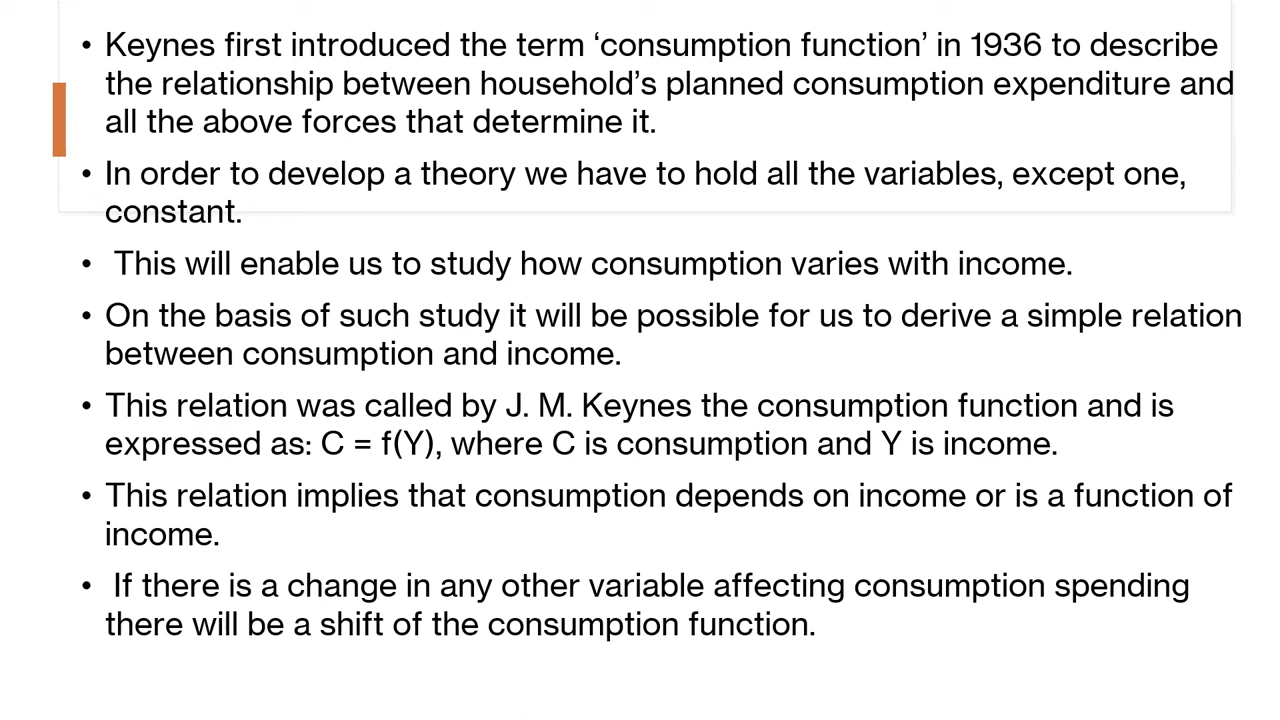 • Keynes first introduced the term ‘consumption function’ in 1936 to describe
the relationship between household’s planned consumption expenditure and
all the above forces that determine it.
• In order to develop a theory we have to hold all the variables, except one,
constant.
• This will enable us to study how consumption varies with income.
• On the basis of such study it will be possible for us to derive a simple relation
between consumption and income.
• This relation was called by J. M. Keynes the consumption function and is
expressed as: C = f(Y), where C is consumption and Y is income.
• This relation implies that consumption depends on income or is a function of
income.
• If there is a change in any other variable affecting consumption spending
there will be a shift of the consumption function.